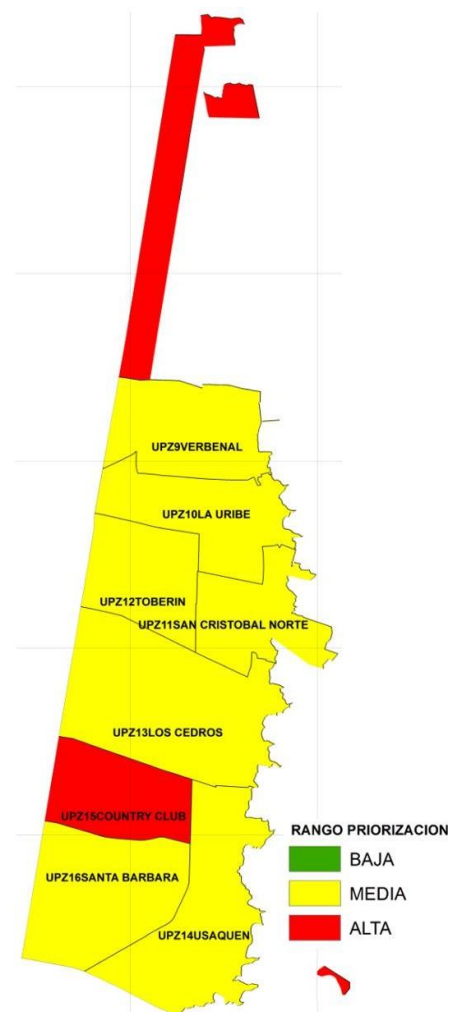 UPZ9VERBENAL
UPZ10LA URIBE
UPZ12TOBERIN
UPZ11SAN CRISTOBAL NORTE
UPZ13LOS CEDROS
UPZ15COUNTRY CLUB
UPZ16SANTA BARBARA
UPZ14USAQUEN
RANGO PRIORIZACION
BAJA
MEDIA
ALTA